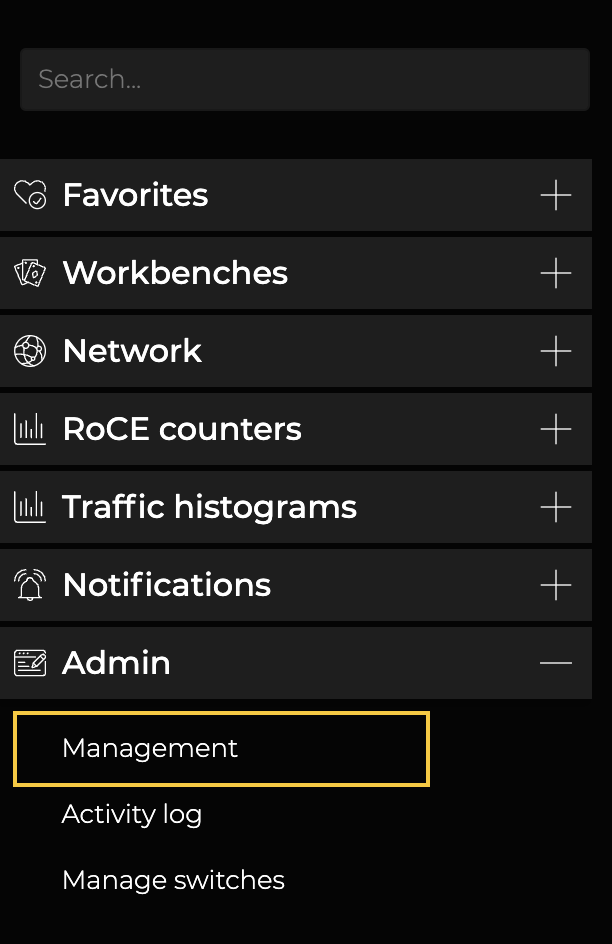 Search...
Favorites
Workbenches
Network
RoCE counters
Traffic histograms
Notifications
Admin
Management
Activity log
Manage switches